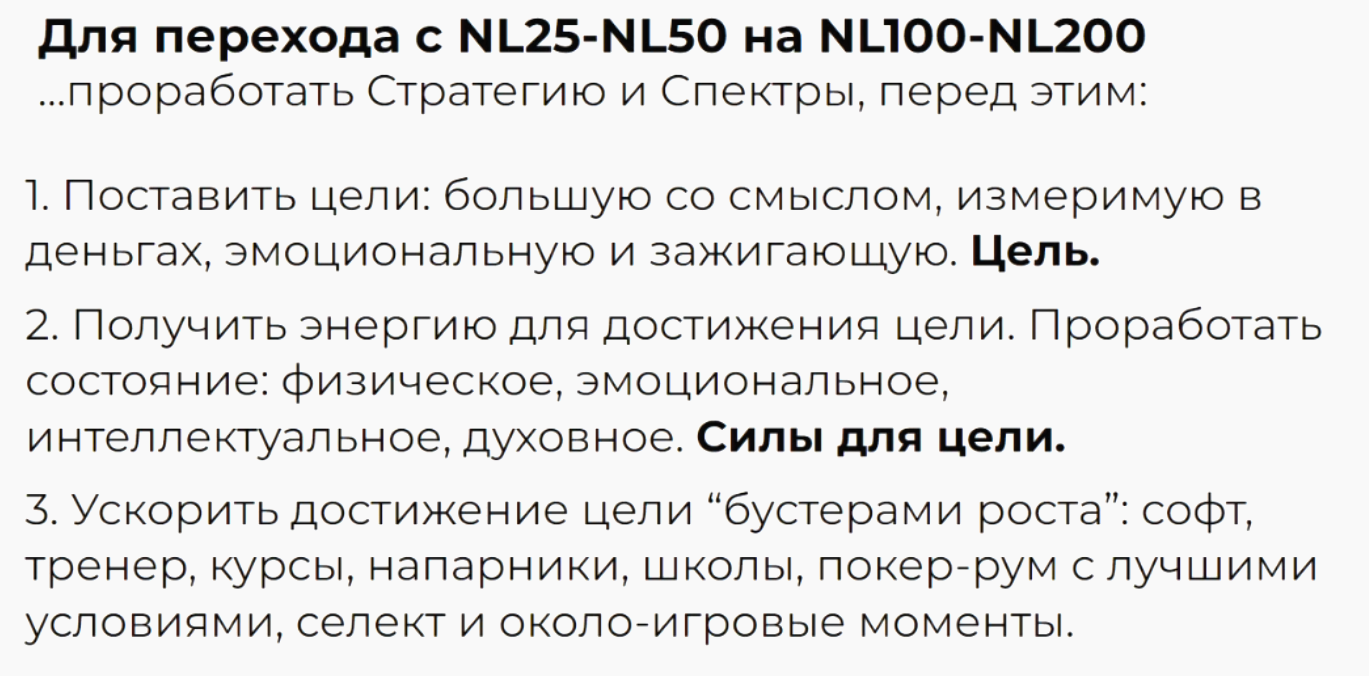 Для перехода с NL25-NL50 на NL100-NL200
...проработать Стратегию и Спектры, перед этим:
1. Поставить цели: большую со смыслом, измеримую в
деньгах, эмоциональную и зажигающую. Цель.
2. Получить энергию для достижения цели. Проработать
состояние: физическое, эмоциональное,
интеллектуальное, духовное. Силы для цели.
3. Ускорить достижение цели “бустерами роста”: софт,
тренер, курсы, напарники, школы, покер-рум с лучшими
условиями, селект и около-игровые моменты.